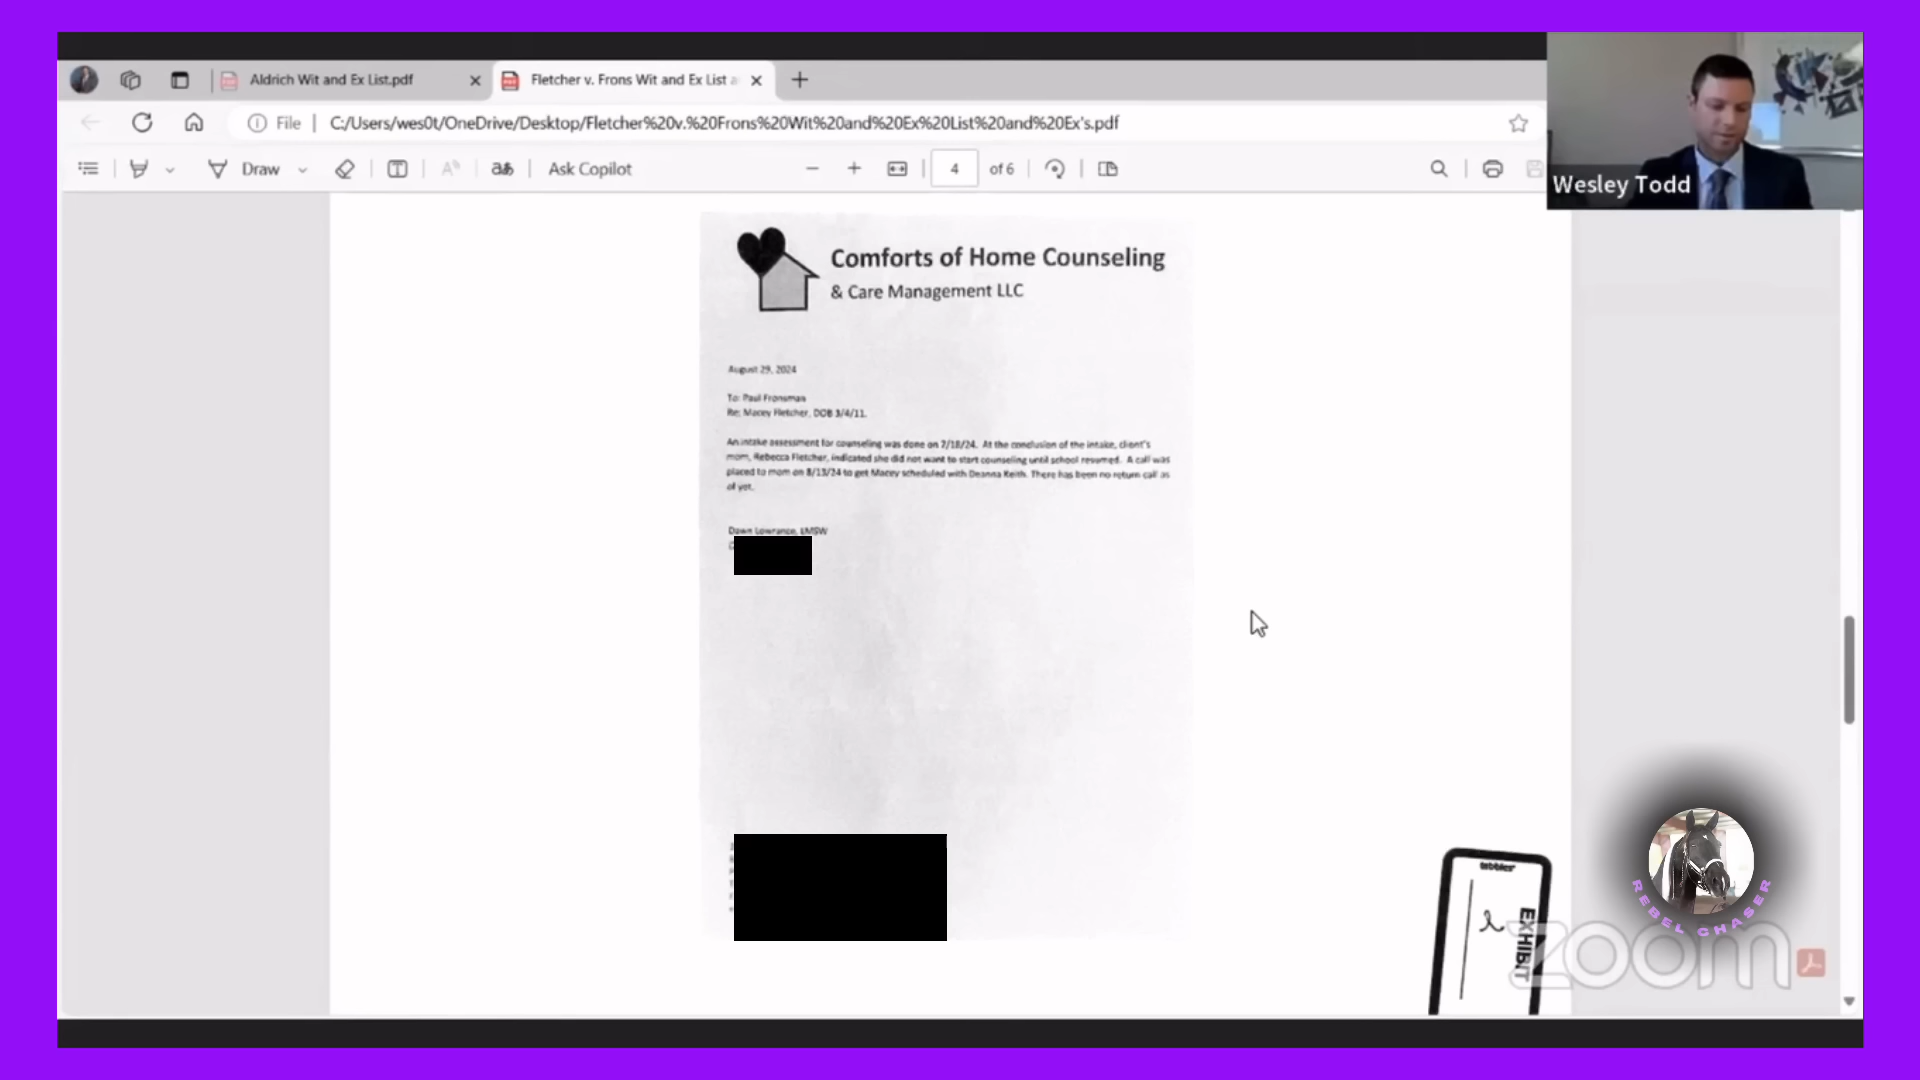 Aldrich Wit and Ex List.pdf
Fletcher v. Frons Wit and Ex List a
File
C:/Users/wes0t/OneDrive/Desktop/Fletcher%20v.%20Frons%20Wit%20and%20Ex%20List%20and%20Ex's.pdf
Draw
Ask Copilot
4 of 6
Wesley Todd
Comforts of Home Counseling
& Care Management LLC
August 29, 2024
To: Paul Fronsman
Re: Macey Fletcher, DOB 3/4/11.
An intake assessment for counseling was done on 7/18/24. At the conclusion of the intake, client's
mom, Rebecca Fletcher, indicated she did not want to start counseling until school resumed. A call was
placed to mom on 8/13/24 to get Macey scheduled with Deanna Keith. There has been no return call as
of yet.
Dawn Lowrance, LMSW
tabbies
EXHIBIT
REBEL CHASER
zoom